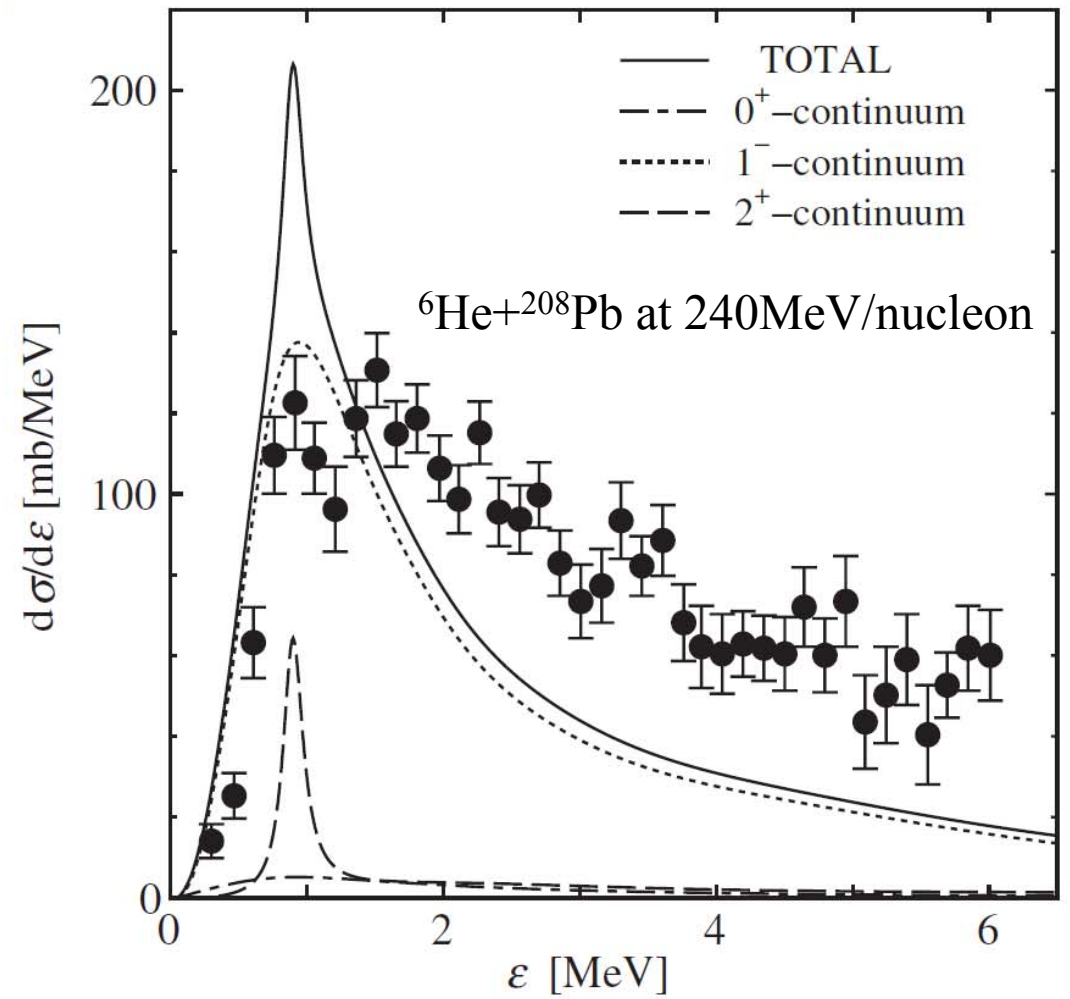 200
100
0
dσ/dε [mb/MeV]
TOTAL
0⁺–continuum
1⁻–continuum
2⁺–continuum
⁶He+²⁰⁸Pb at 240MeV/nucleon
0 2 4 6
ε [MeV]